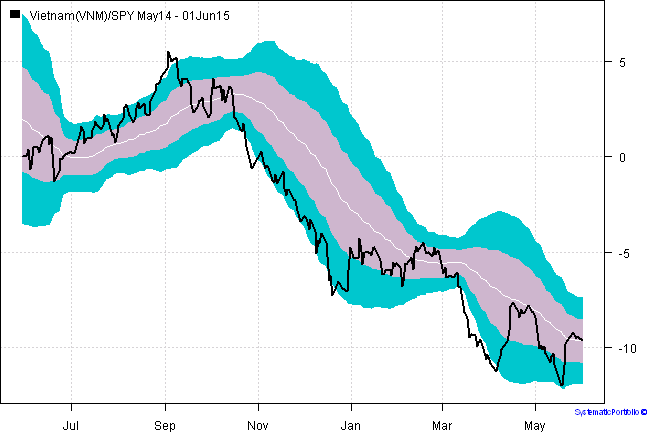 Vietnam(VNM)/SPY May14 - 01Jun15
5
0
-5
-10
Jul Sep Nov Jan Mar May
SystematicPortfolio ©